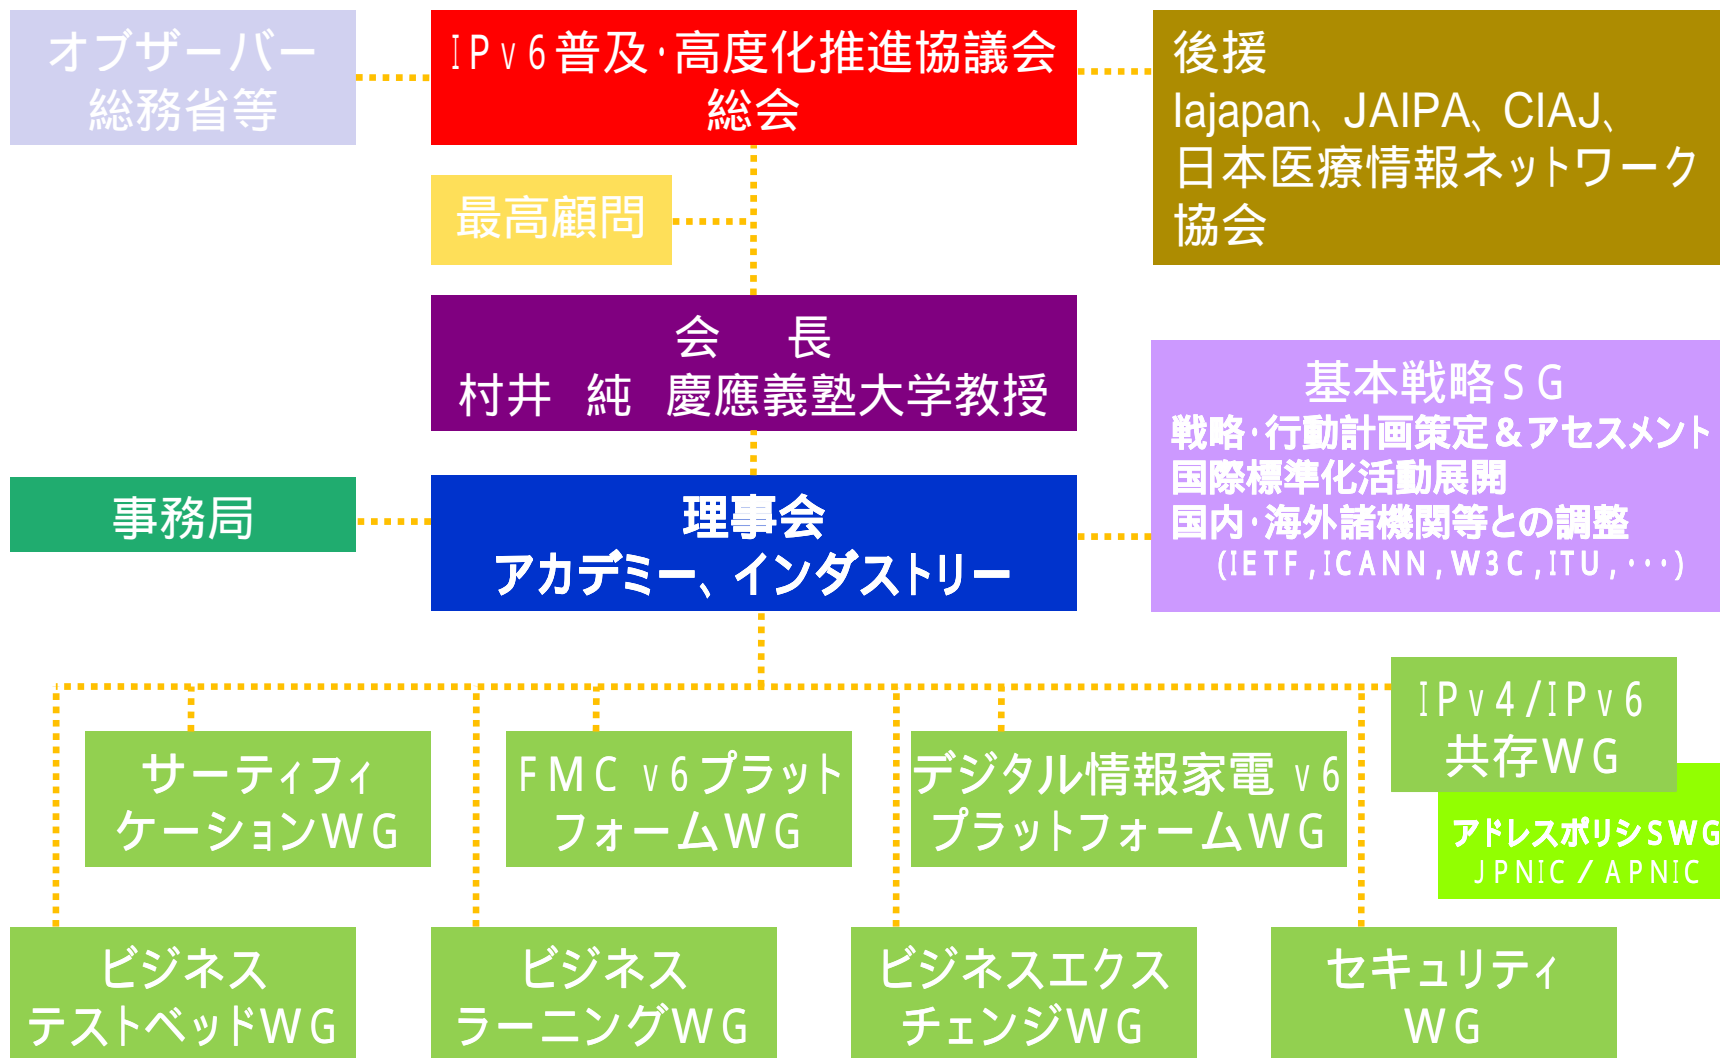 オブザーバー
総務省等
IPv6普及・高度化推進協議会
総会
後援
Iajapan、JAIPA、CIAJ、
日本医療情報ネットワーク
協会
最高顧問
会　長
村井　純　慶應義塾大学教授
基本戦略SG
戦略・行動計画策定&アセスメント
国際標準化活動展開
国内・海外諸機関等との調整
(IETF,ICANN,W3C,ITU,・・・)
事務局
理事会
アカデミー、インダストリー
IPv4/IPv6
共存WG
アドレスポリシSWG
JPNIC/APNIC
サーティフィ
ケーションWG
FMC v6プラット
フォームWG
デジタル情報家電 v6
プラットフォームWG
ビジネス
テストベッドWG
ビジネス
ラーニングWG
ビジネスエクス
チェンジWG
セキュリティ
WG